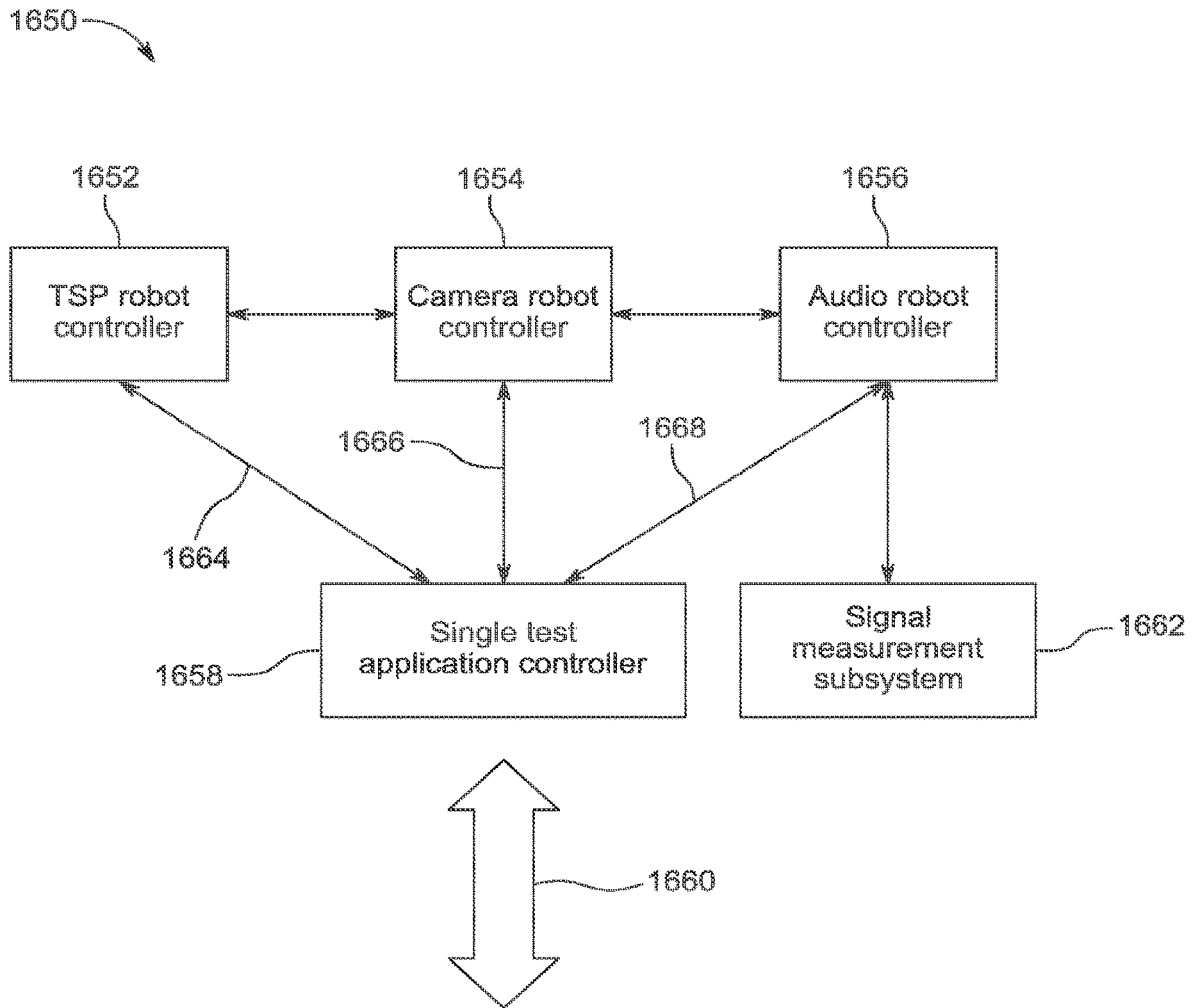 1650
1652
1654
1656
TSP robot
controller
Camera robot
controller
Audio robot
controller
1666
1668
1664
Single test
application controller
1658
Signal
measurement
subsystem
1662
1660